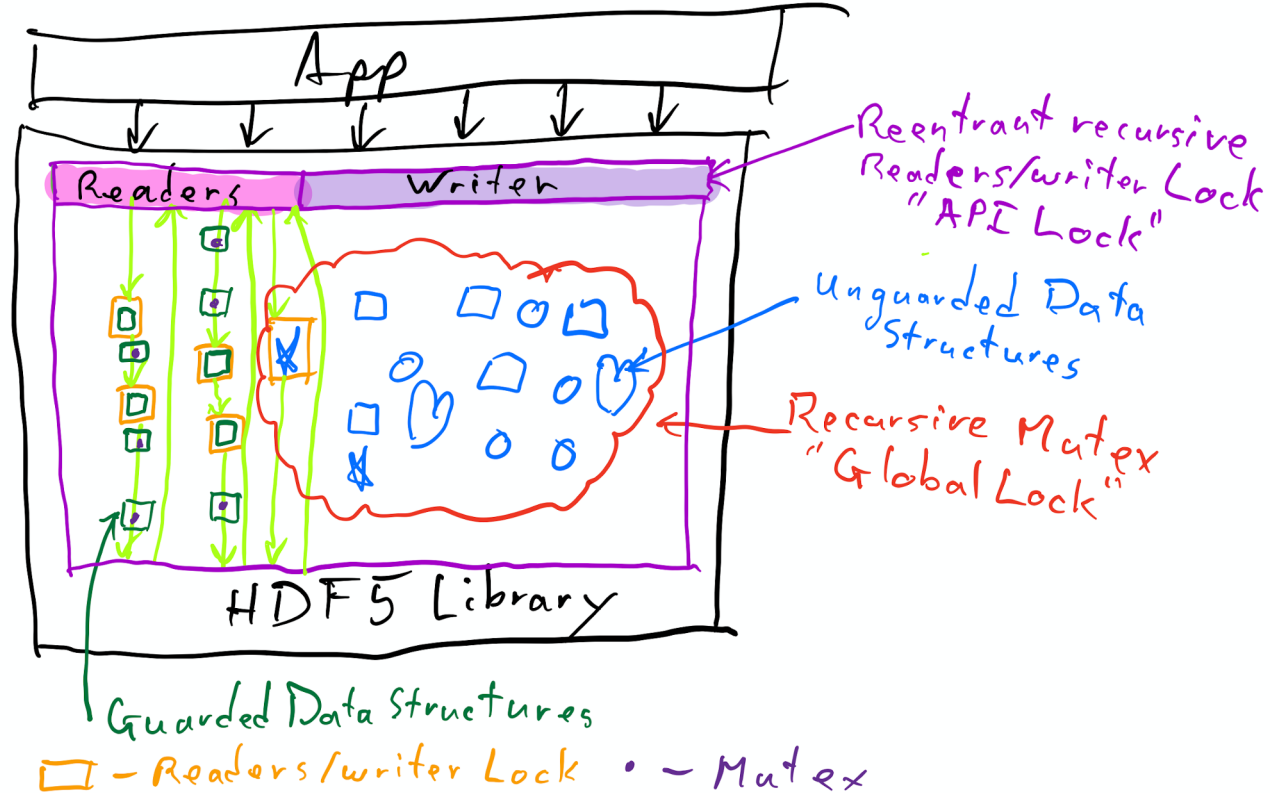 App
Readers
Writer
Reentrant recursive
Readers/writer Lock
"API Lock"
Unguarded Data
Structures
Recursive Mutex
"Global Lock"
HDF5 Library
Guarded Data Structures
- Readers/writer Lock
- Mutex